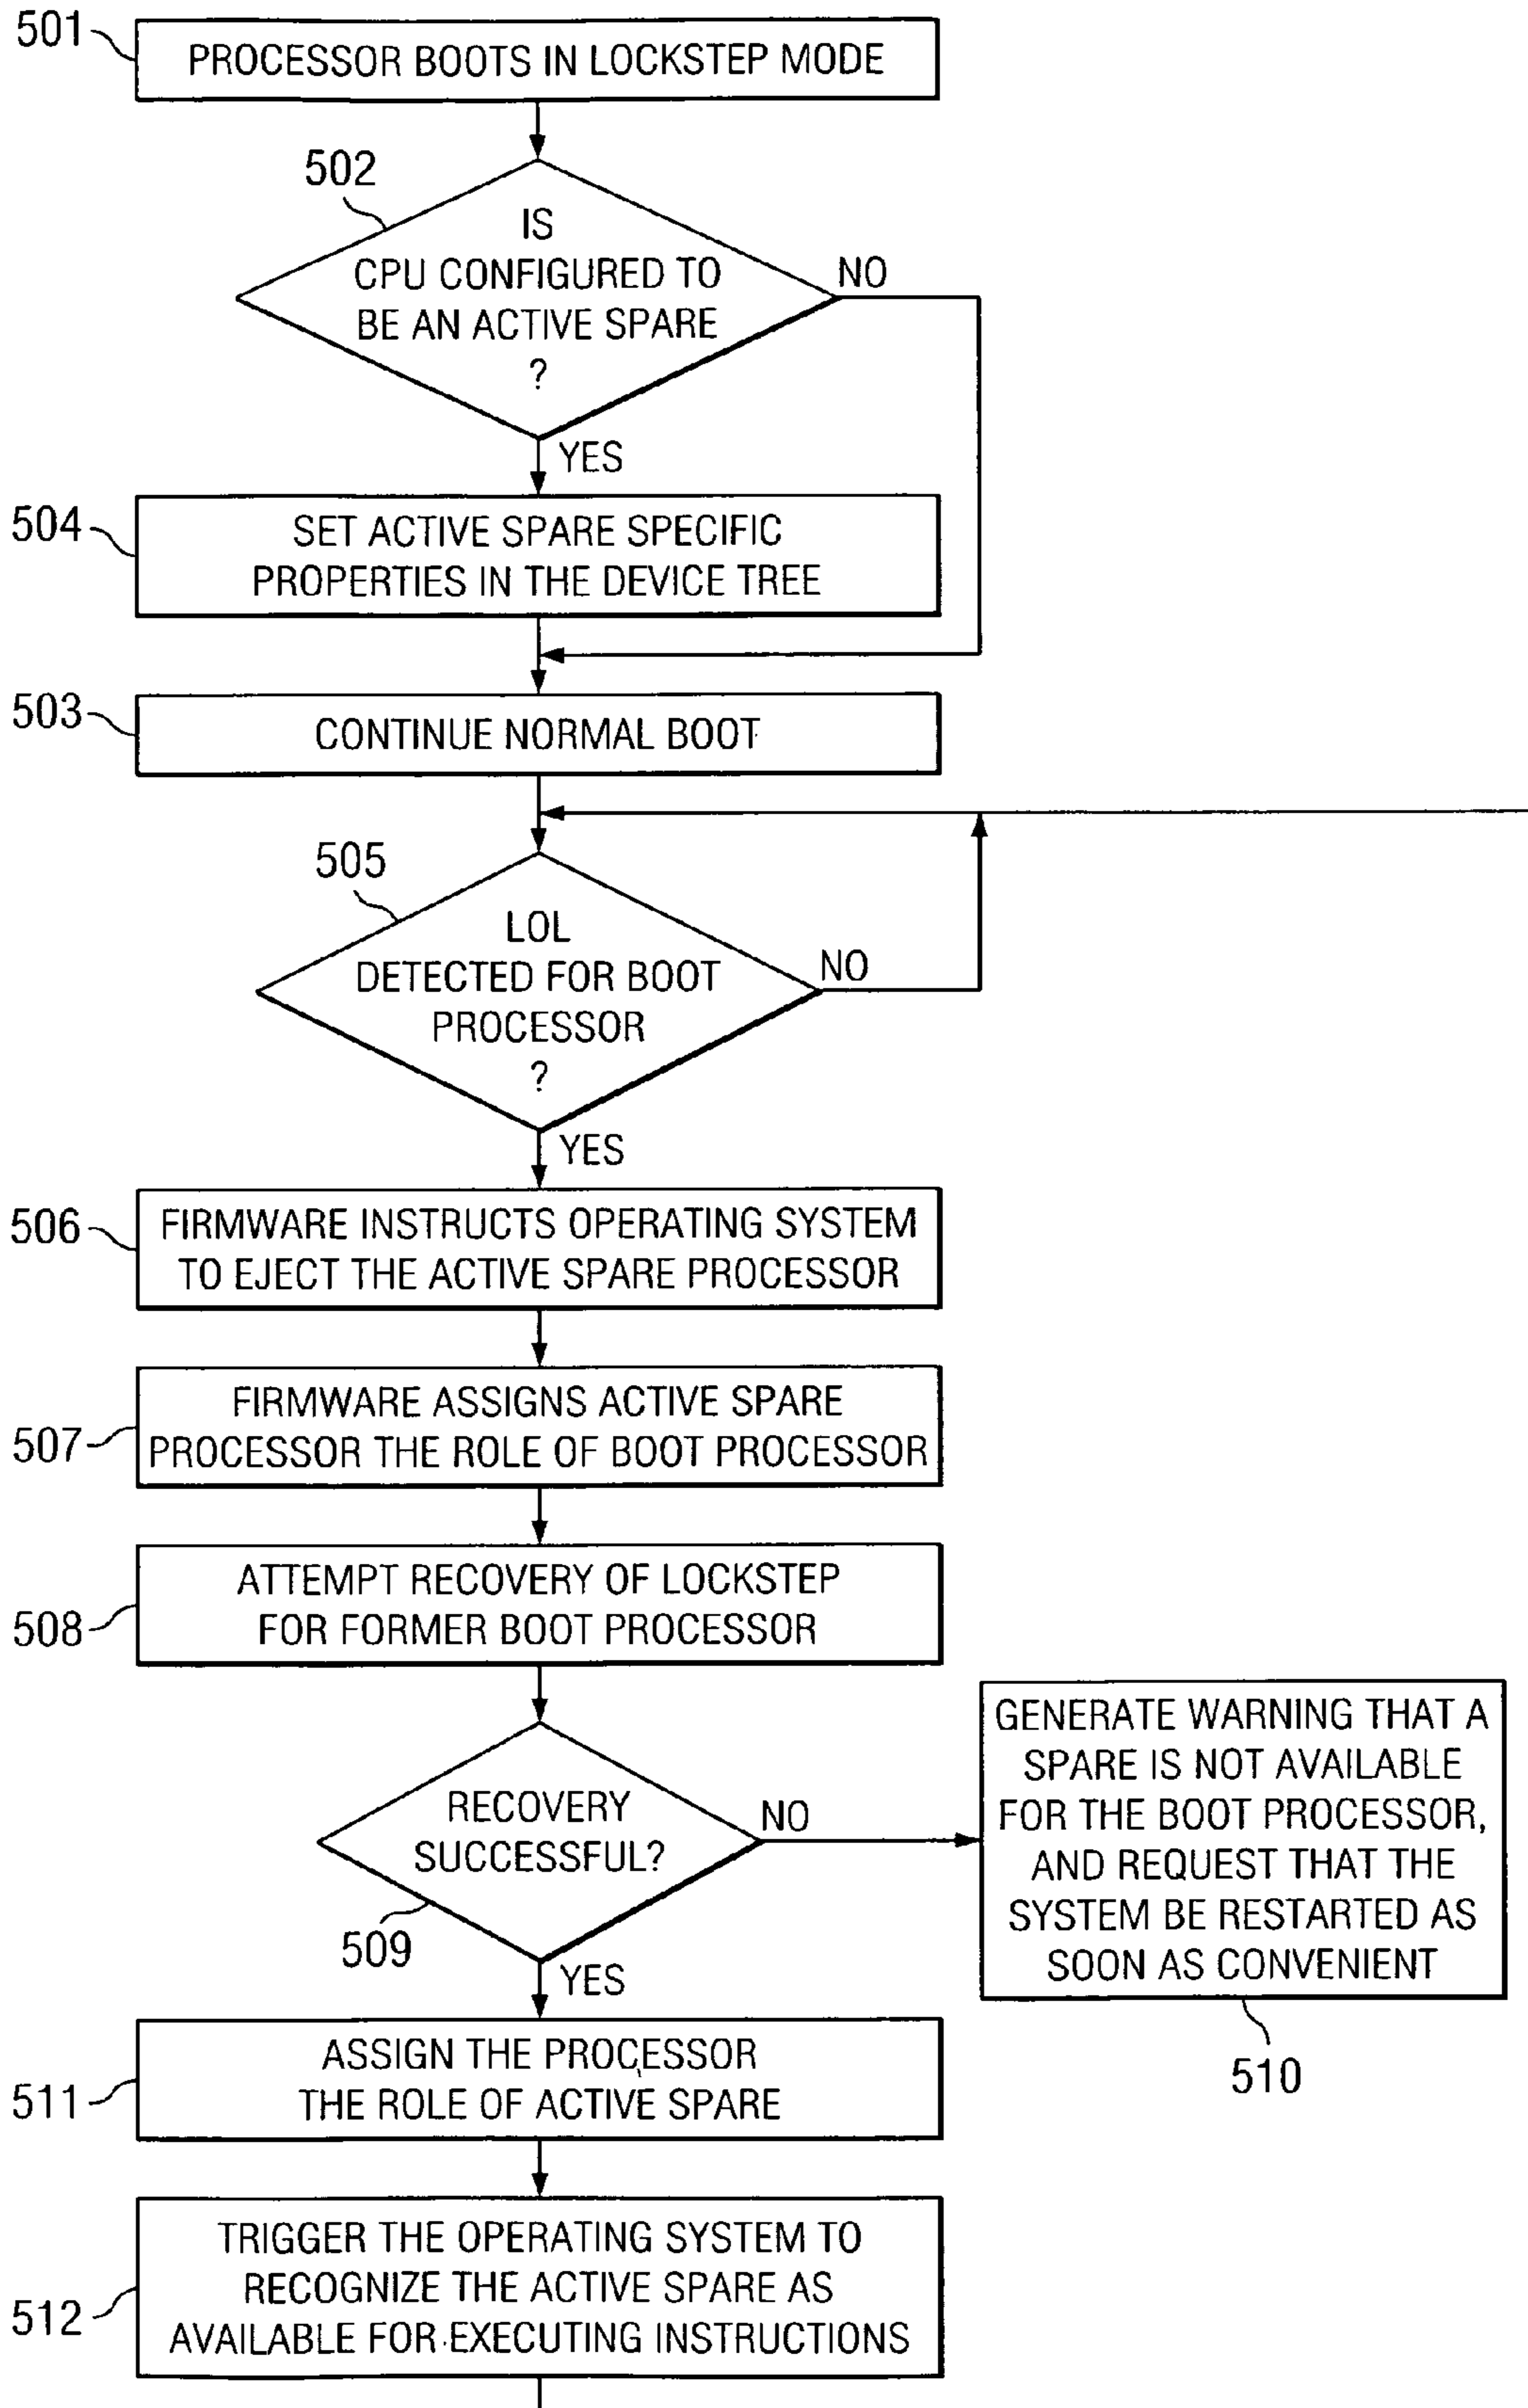 501
PROCESSOR BOOTS IN LOCKSTEP MODE
502
IS
CPU CONFIGURED TO
BE AN ACTIVE SPARE
?
NO
YES
504
SET ACTIVE SPARE SPECIFIC
PROPERTIES IN THE DEVICE TREE
503
CONTINUE NORMAL BOOT
505
LOL
DETECTED FOR BOOT
PROCESSOR
?
NO
YES
506
FIRMWARE INSTRUCTS OPERATING SYSTEM
TO EJECT THE ACTIVE SPARE PROCESSOR
507
FIRMWARE ASSIGNS ACTIVE SPARE
PROCESSOR THE ROLE OF BOOT PROCESSOR
508
ATTEMPT RECOVERY OF LOCKSTEP
FOR FORMER BOOT PROCESSOR
RECOVERY
SUCCESSFUL?
NO
509
YES
GENERATE WARNING THAT A
SPARE IS NOT AVAILABLE
FOR THE BOOT PROCESSOR,
AND REQUEST THAT THE
SYSTEM BE RESTARTED AS
SOON AS CONVENIENT
510
511
ASSIGN THE PROCESSOR
THE ROLE OF ACTIVE SPARE
512
TRIGGER THE OPERATING SYSTEM TO
RECOGNIZE THE ACTIVE SPARE AS
AVAILABLE FOR EXECUTING INSTRUCTIONS